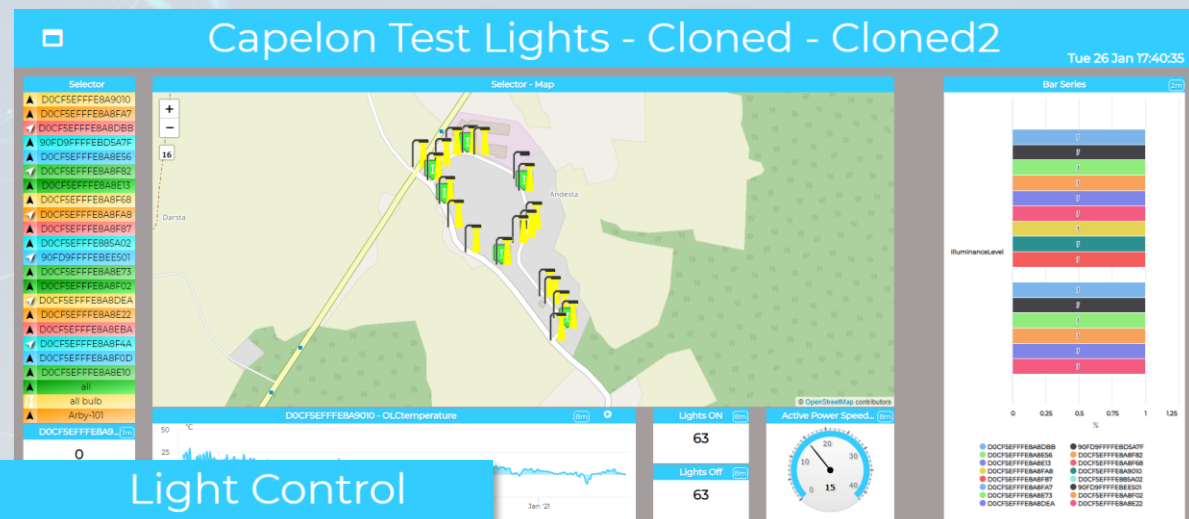 Capelon Test Lights - Cloned - Cloned2
Tue 26 Jan 17:40:35
Selector
D0CF5EFFFE8A9010
D0CF5EFFFE8A8FA7
D0CF5EFFFE8A8DBB
90FD9FFFFEBD5A7F
D0CF5EFFFE8A8E56
D0CF5EFFFE8A8F82
D0CF5EFFFE8A8E13
D0CF5EFFFE8A8F68
D0CF5EFFFE8A8FA8
D0CF5EFFFE8A8F87
D0CF5EFFFE885A02
90FD9FFFFEBEE501
D0CF5EFFFE8A8E73
D0CF5EFFFE8A8F02
D0CF5EFFFE8A8DEA
D0CF5EFFFE8A8E22
D0CF5EFFFE8A8EBA
D0CF5EFFFE8A8F4A
D0CF5EFFFE8A8F0D
D0CF5EFFFE8A8E10
all
all bulb
Arby-101
D0CF5EFFFE8A9... 7m
0
Selector - Map
+
−
16
Darsta
Andesta
© OpenStreetMap contributors
D0CF5EFFFE8A9010 - OLCtemperature 8m
°C
50
25
Jan '21
Lights ON 8m
63
Lights Off 8m
63
Active Power Speed... 8m
0 10 20 30 40
15
Bar Series 2m
IlluminanceLevel
0 0.25 0.5 0.75 1 1.25
%
D0CF5EFFFE8A8DBB 90FD9FFFFEBD5A7F
D0CF5EFFFE8A8E56 D0CF5EFFFE8A8F82
D0CF5EFFFE8A8E13 D0CF5EFFFE8A8F68
D0CF5EFFFE8A8FA8 D0CF5EFFFE8A9010
D0CF5EFFFE8A8F87 D0CF5EFFFE885A02
D0CF5EFFFE8A8FA7 90FD9FFFFEBEE501
D0CF5EFFFE8A8E73 D0CF5EFFFE8A8F02
D0CF5EFFFE8A8DEA D0CF5EFFFE8A8E22
Light Control